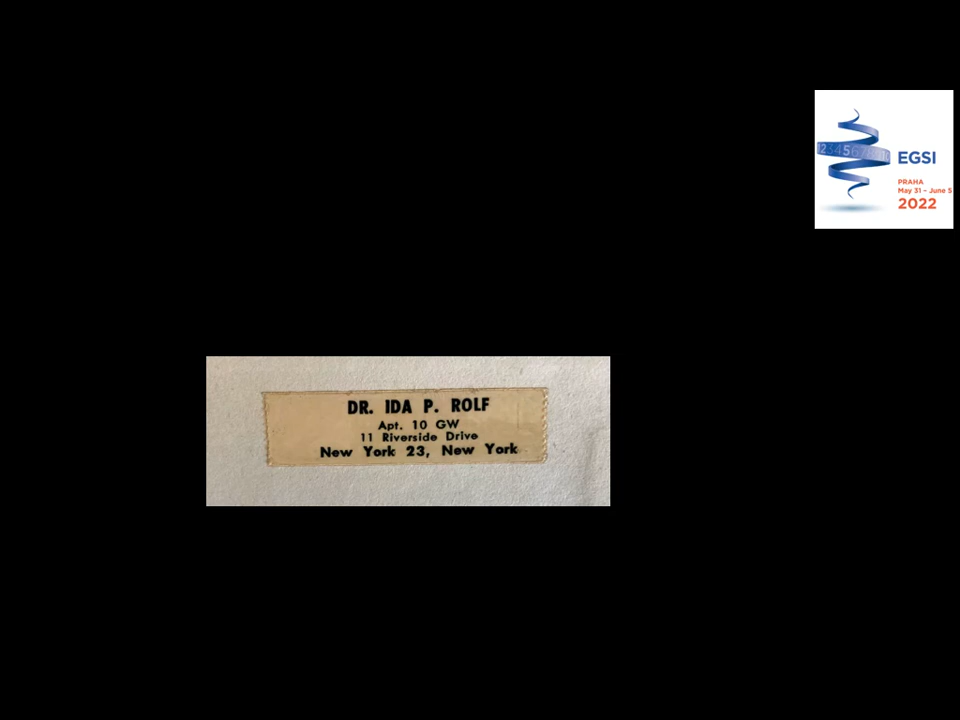 EGSI
PRAHA
May 31 – June 5
2022
DR. IDA P. ROLF
Apt. 10 GW
11 Riverside Drive
New York 23, New York